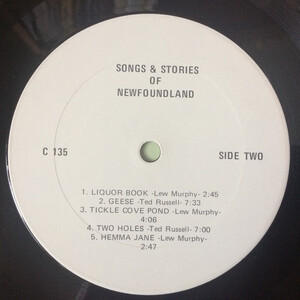 SONGS & STORIES
OF
NEWFOUNDLAND
C 135
SIDE TWO
1. LIQUOR BOOK -Lew Murphy- 2:45
2. GEESE -Ted Russell- 7:33
3. TICKLE COVE POND -Lew Murphy-
4:06
4. TWO HOLES -Ted Russell- 7:00
5. HEMMA JANE -Lew Murphy-
2:47